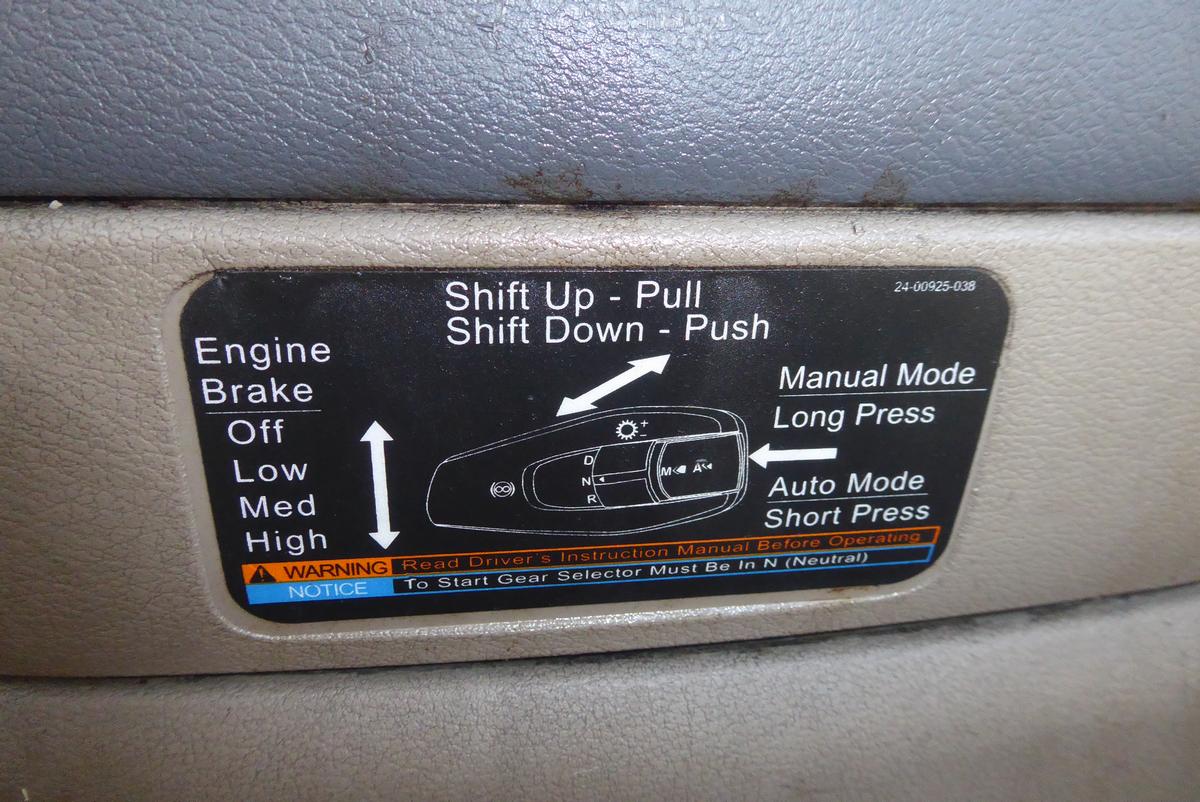 Shift Up - Pull
Shift Down - Push
24-00925-038
Engine
Brake
Off
Low
Med
High
Manual Mode
Long Press
Auto Mode
Short Press
+
-
D
N
R
M
A
WARNING Read Driver's Instruction Manual Before Operating
NOTICE To Start Gear Selector Must Be In N (Neutral)